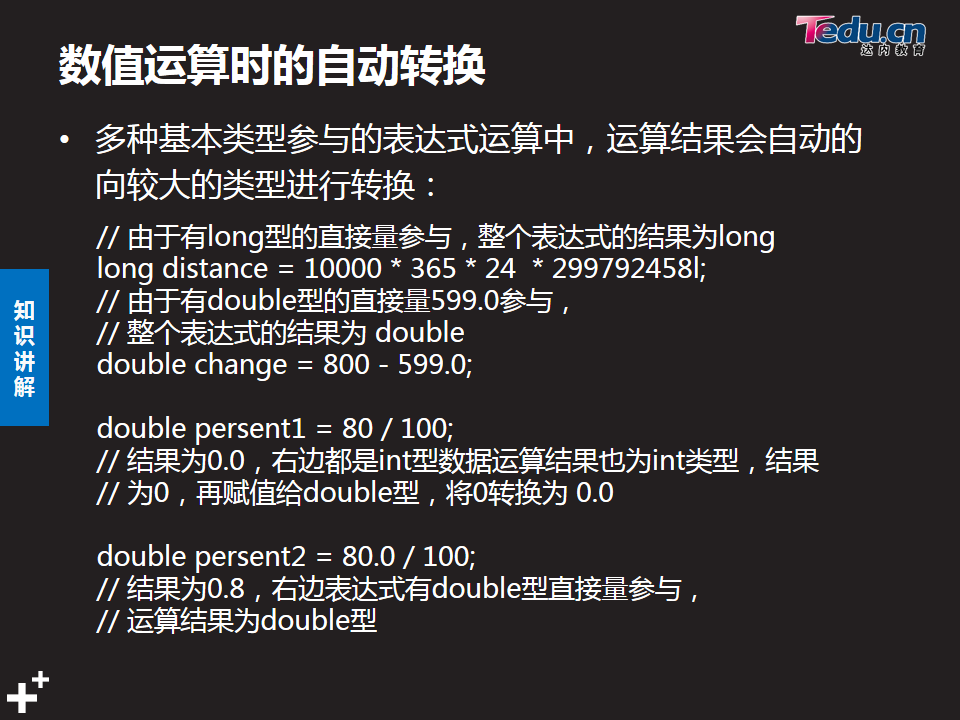 Tedu.cn
达内教育
数值运算时的自动转换
• 多种基本类型参与的表达式运算中，运算结果会自动的
向较大的类型进行转换：
// 由于有long型的直接量参与，整个表达式的结果为long
long distance = 10000 * 365 * 24  * 299792458l;
// 由于有double型的直接量599.0参与，
// 整个表达式的结果为 double
double change = 800 - 599.0;
知识讲解
double persent1 = 80 / 100;
// 结果为0.0，右边都是int型数据运算结果也为int类型，结果
// 为0，再赋值给double型，将0转换为 0.0
double persent2 = 80.0 / 100;
// 结果为0.8，右边表达式有double型直接量参与，
// 运算结果为double型